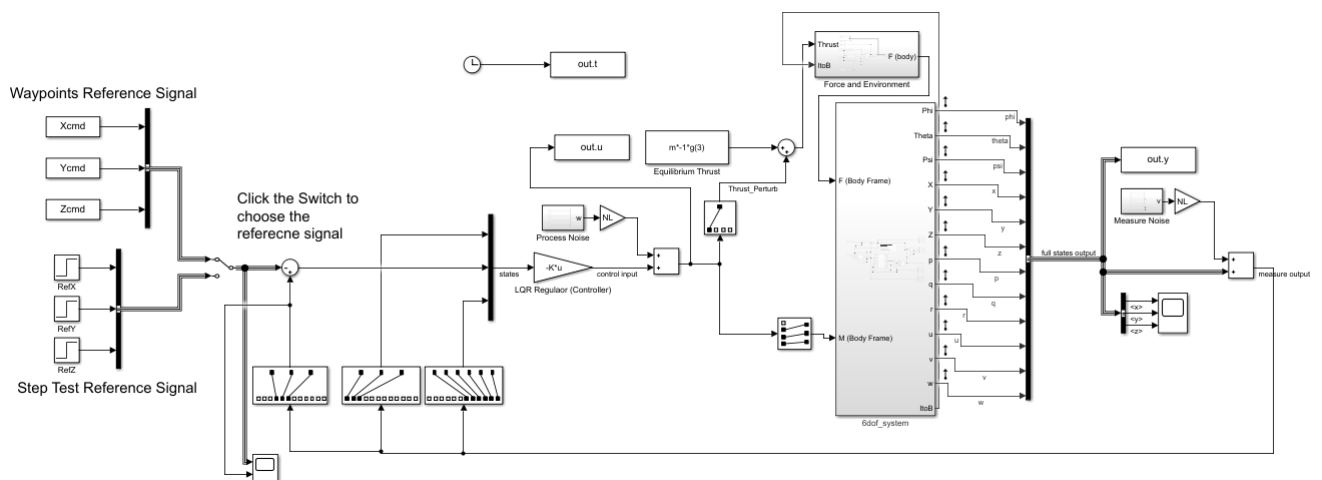 Waypoints Reference Signal
Xcmd
Ycmd
Zcmd
RefX
RefY
RefZ
Step Test Reference Signal
Click the Switch to
choose the
referecne signal
out.t
out.u
states
-K*u
LQR Regulaor (Controller)
control input
w
Process Noise
NL
m*-1*g(3)
Equilibrium Thrust
Thrust_Perturb
Thrust
ItoB
F (body)
Force and Environment
F (Body Frame)
M (Body Frame)
Phi
Theta
Psi
X
Y
Z
p
q
r
u
v
w
ItoB
6dof_system
phi
theta
psi
x
y
z
p
q
r
u
v
w
full states output
out.y
v
Measure Noise
NL
measure output
<x>
<y>
<z>